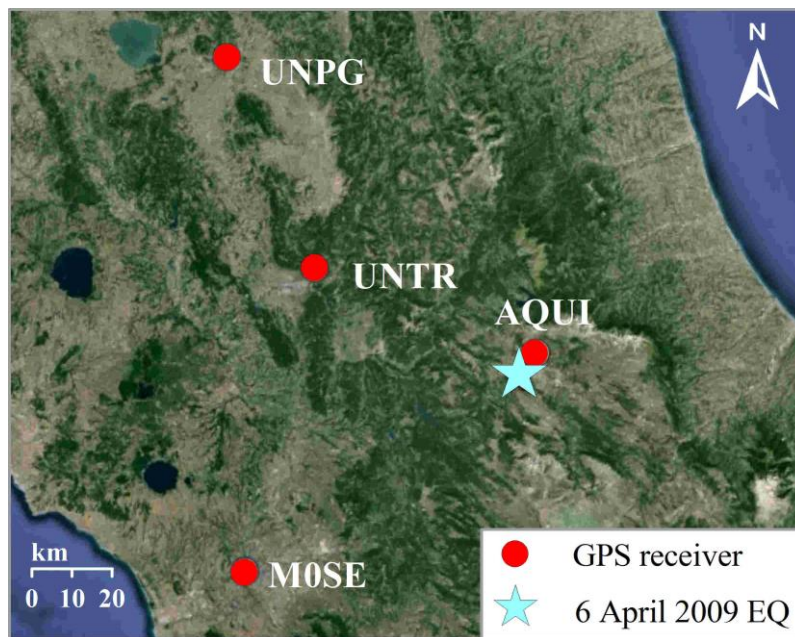 N
UNPG
UNTR
AQUI
M0SE
km
0 10 20
GPS receiver
6 April 2009 EQ